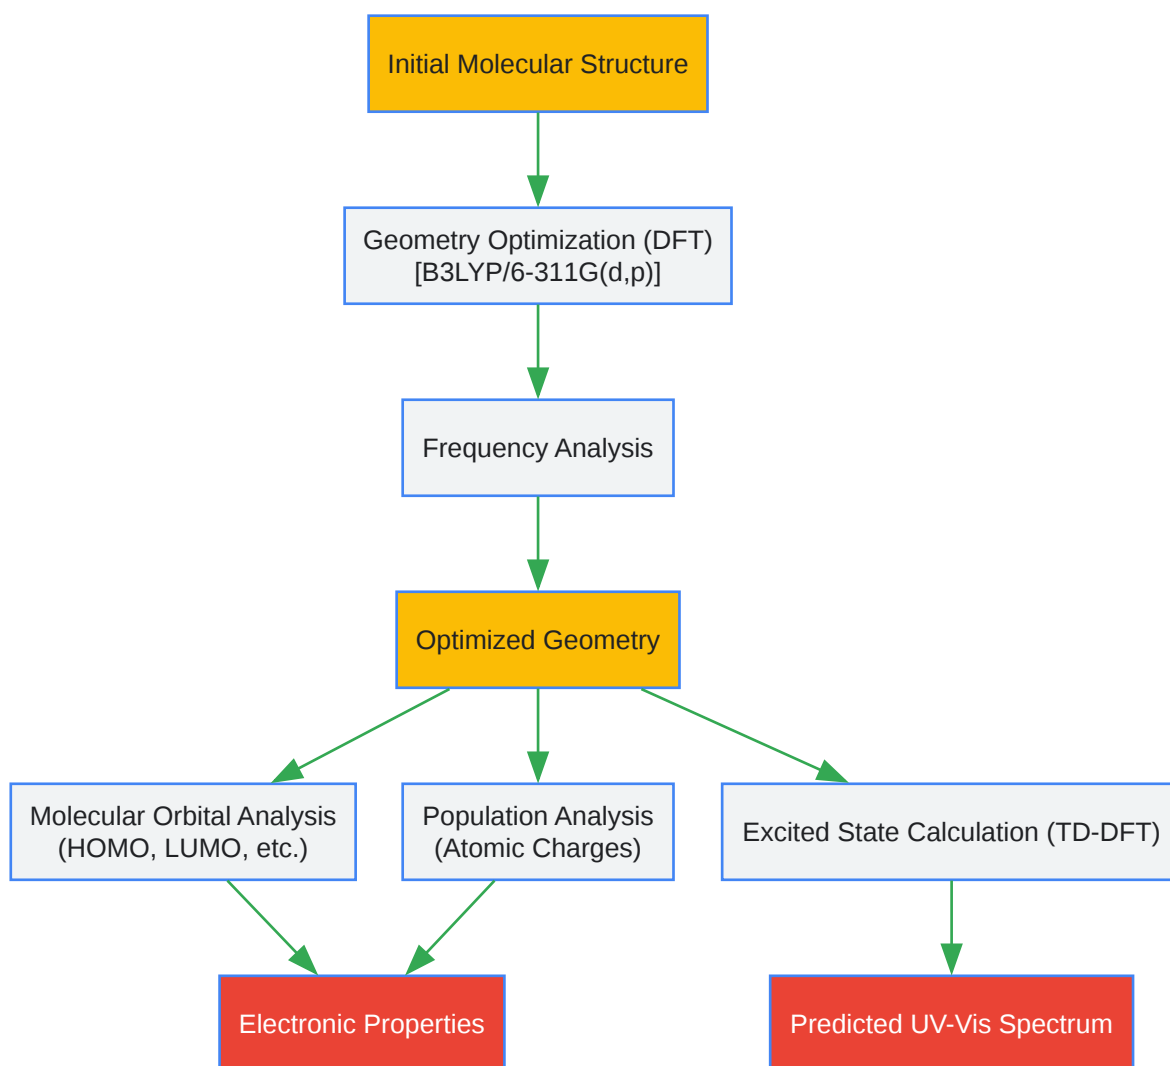 Initial Molecular Structure
Geometry Optimization (DFT)
[B3LYP/6-311G(d,p)]
Frequency Analysis
Optimized Geometry
Molecular Orbital Analysis
(HOMO, LUMO, etc.)
Population Analysis
(Atomic Charges)
Excited State Calculation (TD-DFT)
Electronic Properties
Predicted UV-Vis Spectrum